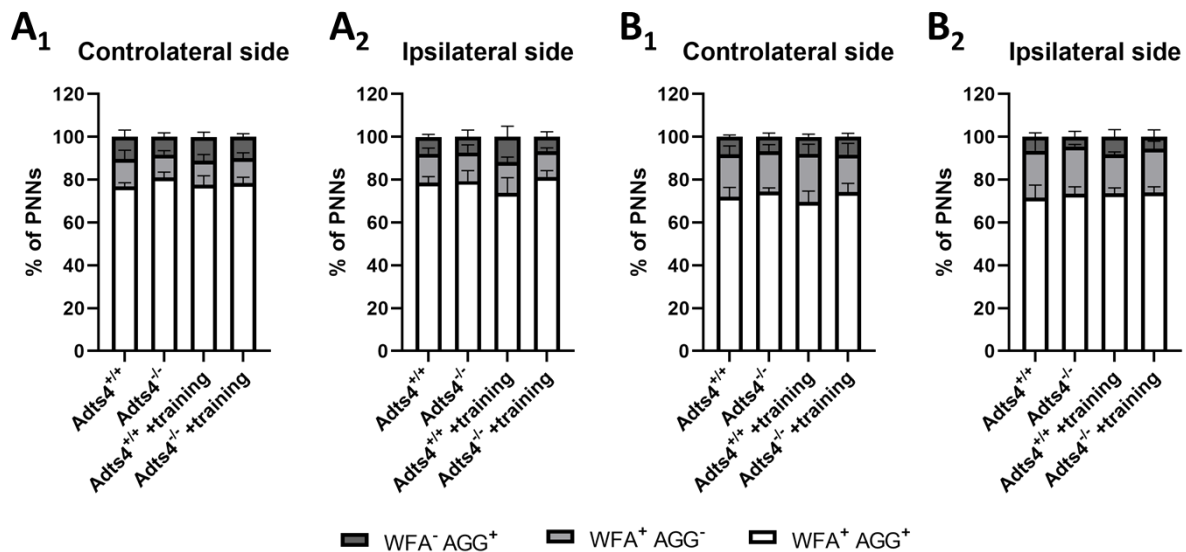 A1 Controlateral side
% of PNNs
120
100
80
60
40
20
0
Adts4+/+
Adts4-/-
Adts4+/+ +training
Adts4-/- +training
A2 Ipsilateral side
% of PNNs
120
100
80
60
40
20
0
Adts4+/+
Adts4-/-
Adts4+/+ +training
Adts4-/- +training
B1 Controlateral side
% of PNNs
120
100
80
60
40
20
0
Adts4+/+
Adts4-/-
Adts4+/+ +training
Adts4-/- +training
B2 Ipsilateral side
% of PNNs
120
100
80
60
40
20
0
Adts4+/+
Adts4-/-
Adts4+/+ +training
Adts4-/- +training
WFA- AGG+
WFA+ AGG-
WFA+ AGG+